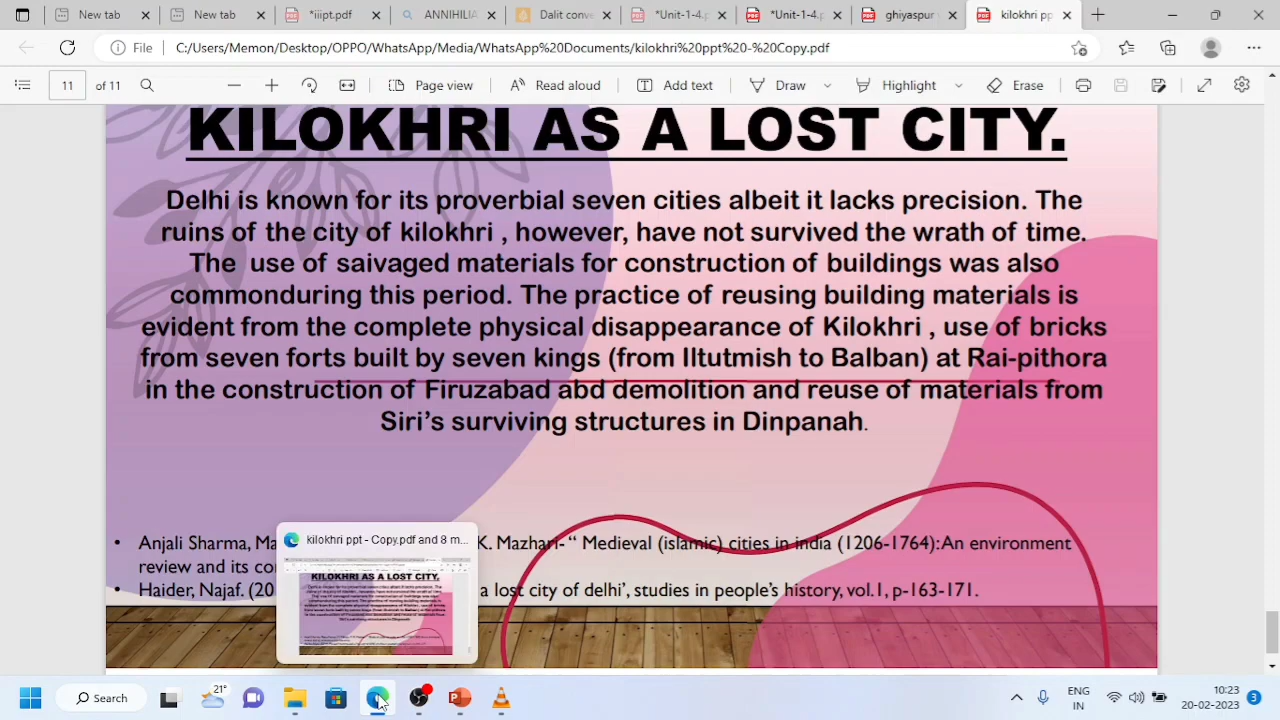 New tab
New tab
*iiipt.pdf
ANNIHILIA
Dalit conve
*Unit-1-4.p
*Unit-1-4.p
ghiyaspur
kilokhri pp
File C:/Users/Memon/Desktop/OPPO/WhatsApp/Media/WhatsApp%20Documents/kilokhri%20ppt%20-%20Copy.pdf
11 of 11 Page view Read aloud Add text Draw Highlight Erase
KILOKHRI AS A LOST CITY.
Delhi is known for its proverbial seven cities albeit it lacks precision. The
ruins of the city of kilokhri , however, have not survived the wrath of time.
The use of saivaged materials for construction of buildings was also
commonduring this period. The practice of reusing building materials is
evident from the complete physical disappearance of Kilokhri , use of bricks
from seven forts built by seven kings (from Iltutmish to Balban) at Rai-pithora
in the construction of Firuzabad abd demolition and reuse of materials from
Siri’s surviving structures in Dinpanah.
• Anjali Sharma, Ma K. Mazhari- “ Medieval (islamic) cities in india (1206-1764):An environment
review and its co
Haider, Najaf. (20 a lost city of delhi’, studies in people’s history, vol.1, p-163-171.
kilokhri ppt - Copy.pdf and 8 m...
KILOKHRI AS A LOST CITY.
Search
21°
ENG
IN
10:23
20-02-2023
3